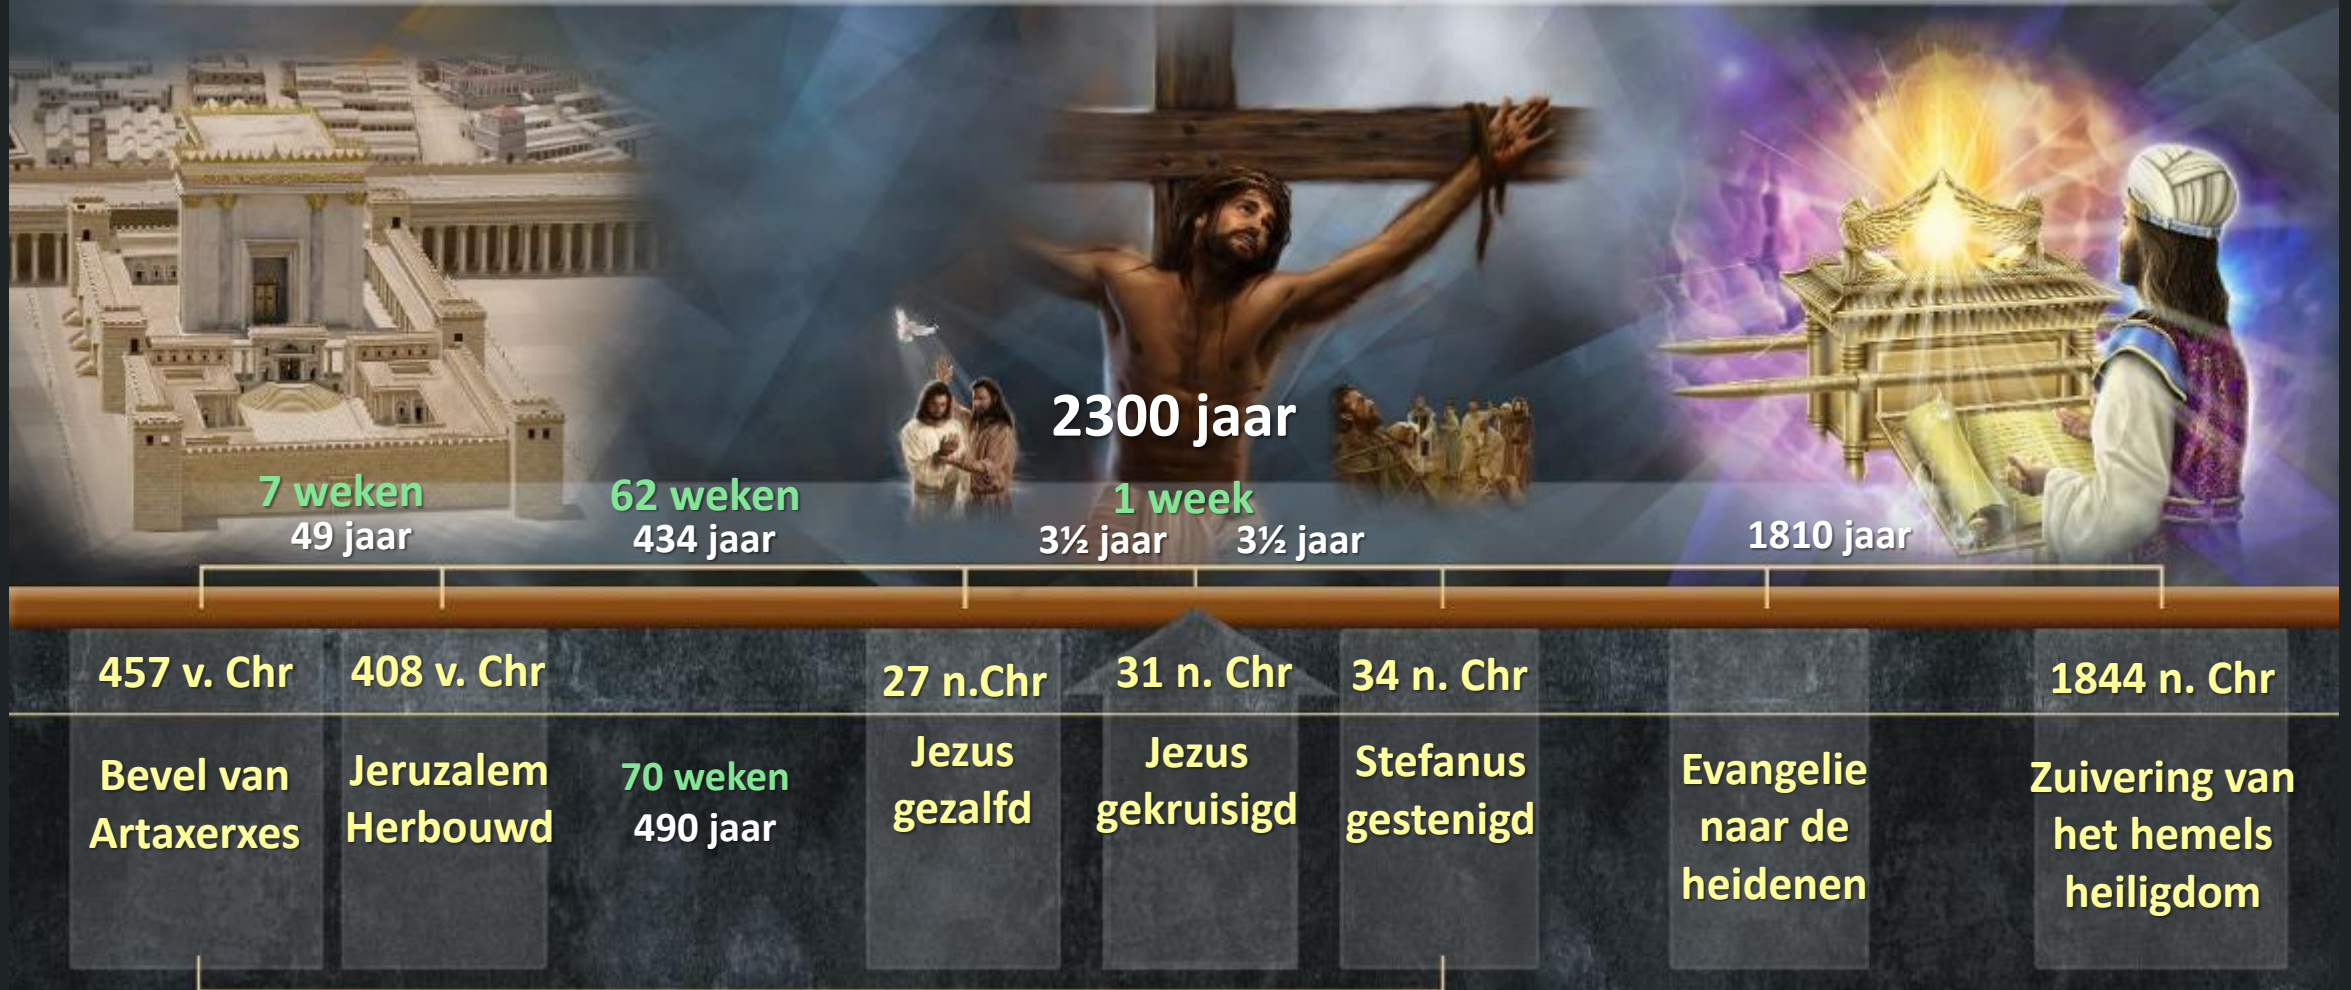 2300 jaar
7 weken
49 jaar
62 weken
434 jaar
1 week
3½ jaar
3½ jaar
1810 jaar
457 v. Chr
408 v. Chr
27 n.Chr
31 n. Chr
34 n. Chr
1844 n. Chr
Bevel van
Artaxerxes
Jeruzalem
Herbouwd
70 weken
490 jaar
Jezus
gezalfd
Jezus
gekruisigd
Stefanus
gestenigd
Evangelie
naar de
heidenen
Zuivering van
het hemels
heiligdom